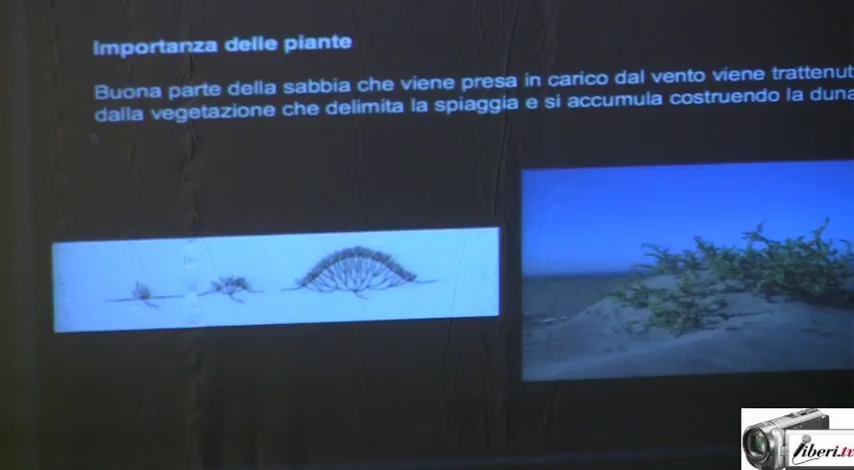 Importanza delle piante
Buona parte della sabbia che viene presa in carico dal vento viene trattenut
dalla vegetazione che delimita la spiaggia e si accumula costruendo la duna
liberi.tv